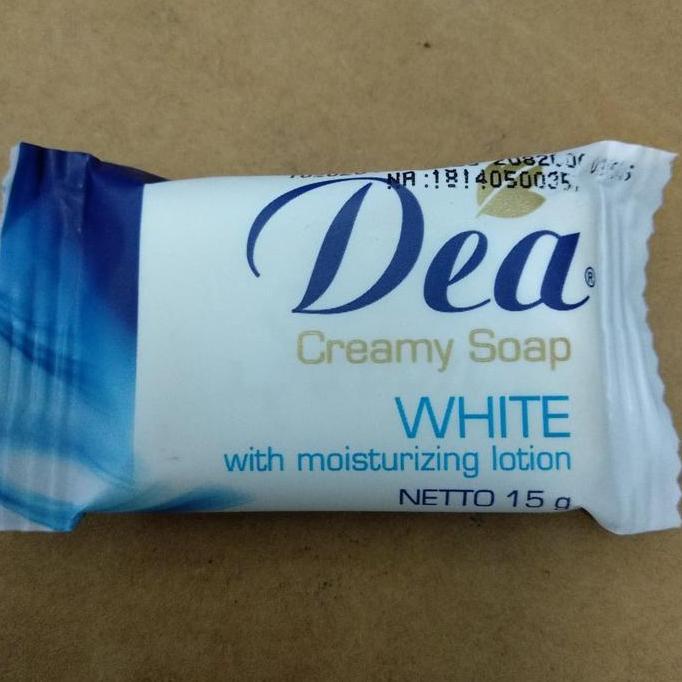 NA:1814050035
Dea®
Creamy Soap
WHITE
with moisturizing lotion
NETTO 15 g